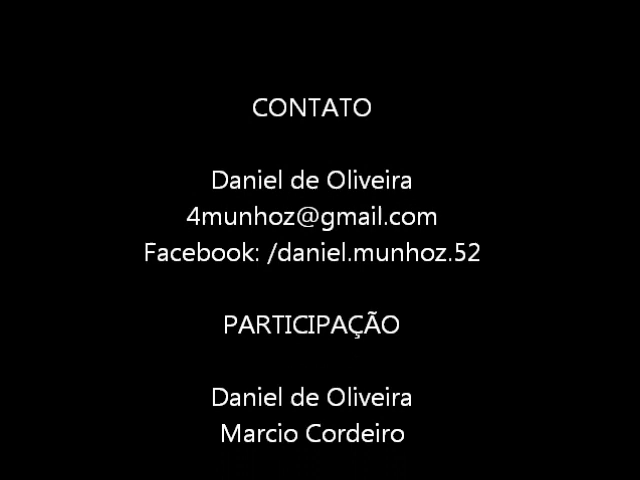 CONTATO
Daniel de Oliveira
4munhoz@gmail.com
Facebook: /daniel.munhoz.52
PARTICIPAÇÃO
Daniel de Oliveira
Marcio Cordeiro